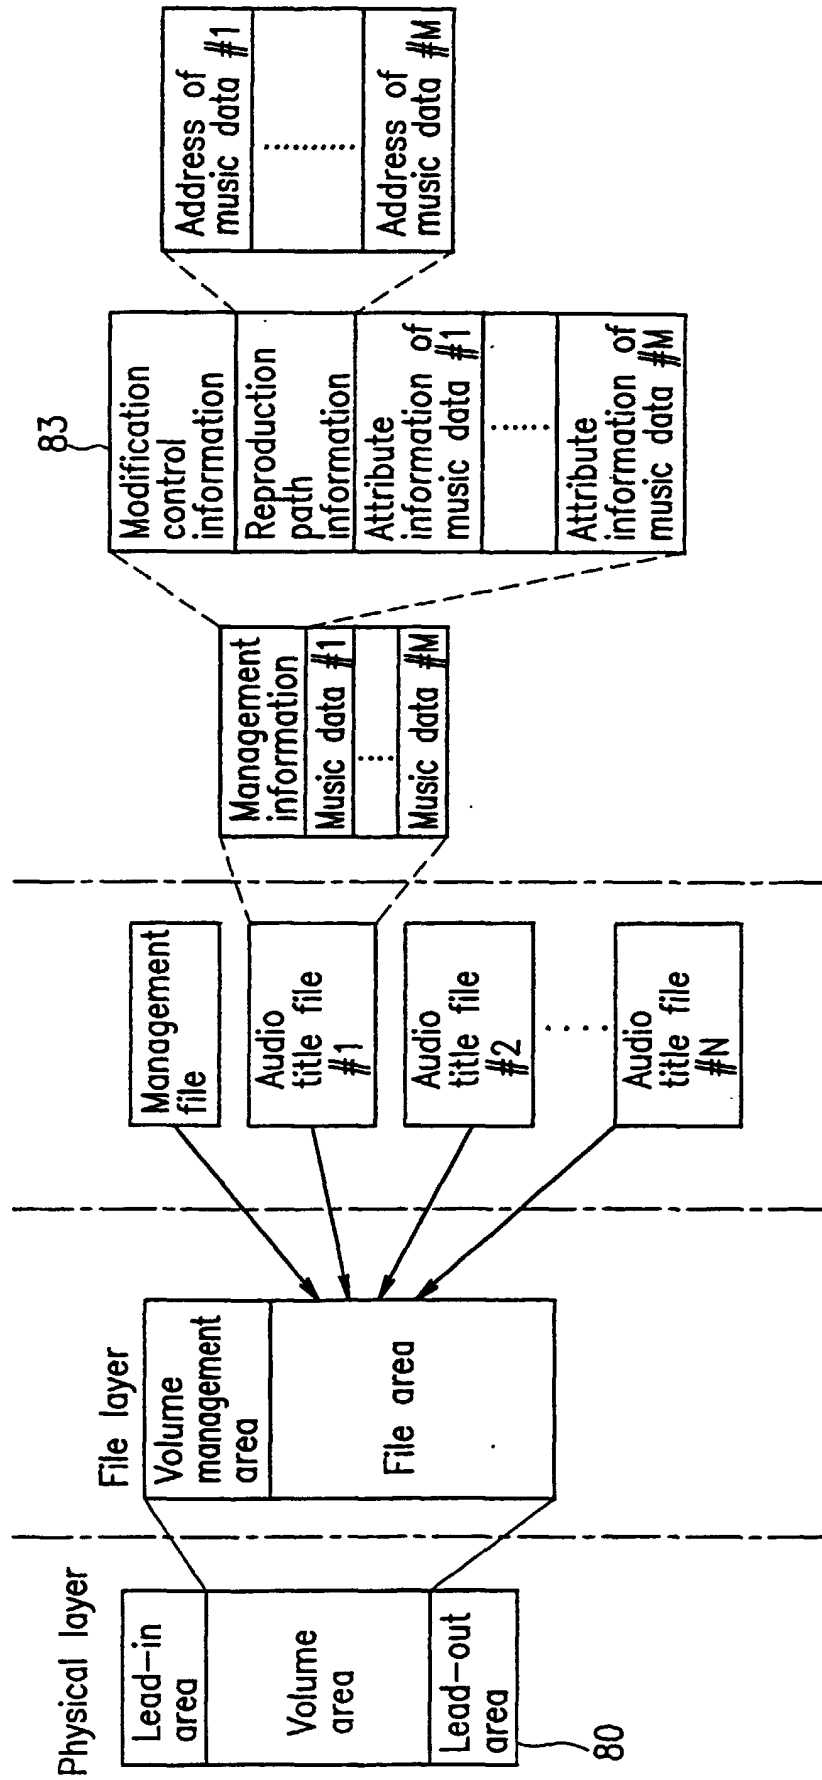 Physical layer
Lead-in
area
Volume
area
Lead-out
area
80
File layer
Volume
management
area
File area
Management
file
Audio
title file
#1
Audio
title file
#2
.....
Audio
title file
#N
Management
information
Music data #1
.....
Music data #M
83
Modification
control
information
Reproduction
path
information
Attribute
information of
music data #1
.......
Attribute
information of
music data #M
Address of
music data #1
..........
Address of
music data #M